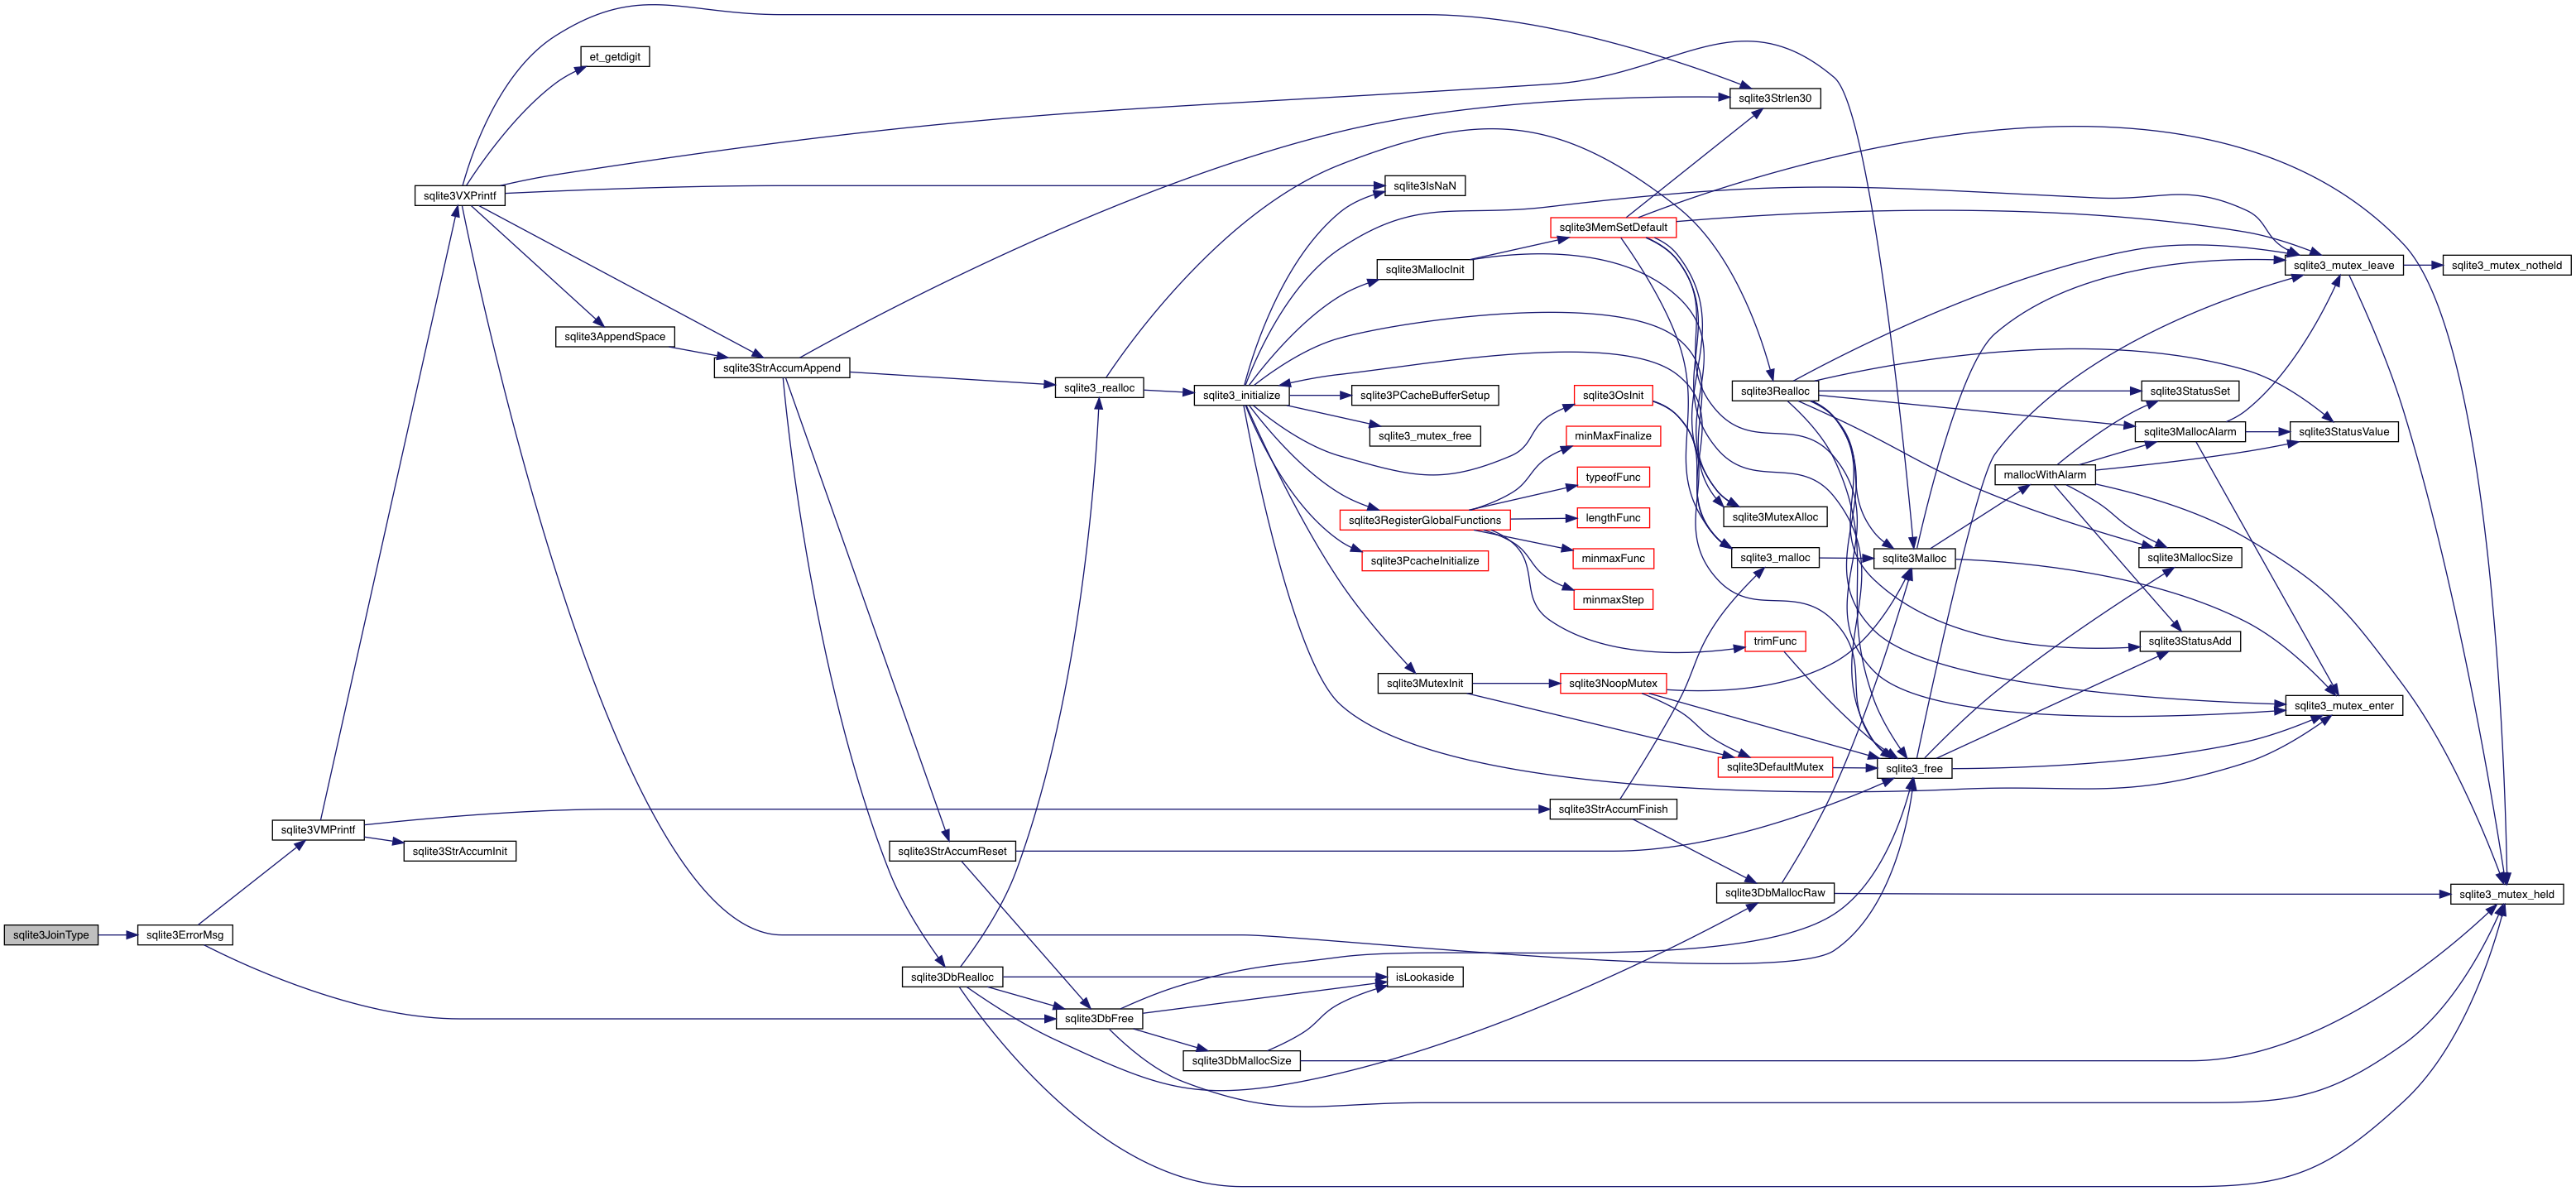 sqlite3JoinType
sqlite3ErrorMsg
sqlite3VMPrintf
sqlite3StrAccumInit
sqlite3VXPrintf
et_getdigit
sqlite3AppendSpace
sqlite3StrAccumAppend
sqlite3StrAccumReset
sqlite3DbRealloc
sqlite3_realloc
sqlite3DbFree
sqlite3DbMallocSize
sqlite3_initialize
sqlite3IsNaN
sqlite3MallocInit
sqlite3PCacheBufferSetup
sqlite3_mutex_free
sqlite3RegisterGlobalFunctions
sqlite3PcacheInitialize
sqlite3MutexInit
isLookaside
sqlite3MemSetDefault
sqlite3OsInit
minMaxFinalize
typeofFunc
lengthFunc
minmaxFunc
minmaxStep
sqlite3NoopMutex
sqlite3StrAccumFinish
sqlite3Strlen30
sqlite3Realloc
sqlite3MutexAlloc
sqlite3_malloc
trimFunc
sqlite3DefaultMutex
sqlite3DbMallocRaw
sqlite3Malloc
sqlite3_free
mallocWithAlarm
sqlite3StatusSet
sqlite3MallocAlarm
sqlite3MallocSize
sqlite3StatusAdd
sqlite3_mutex_leave
sqlite3StatusValue
sqlite3_mutex_enter
sqlite3_mutex_notheld
sqlite3_mutex_held